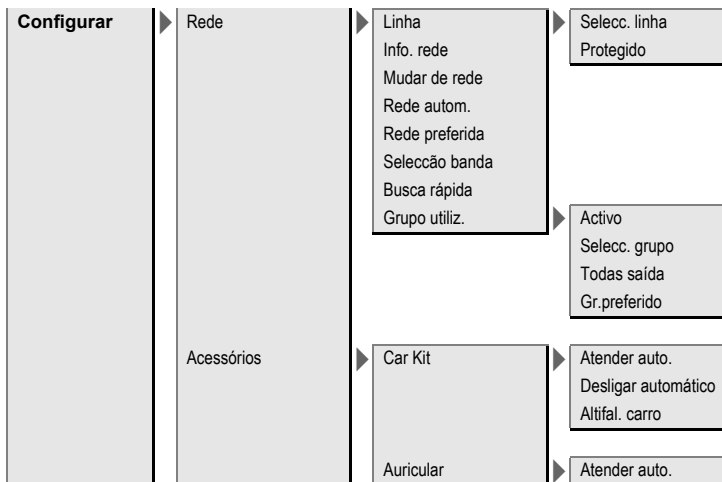 Configurar
Rede
Linha
Selecc. linha
Info. rede
Protegido
Mudar de rede
Rede autom.
Rede preferida
Seleccão banda
Busca rápida
Grupo utiliz.
Activo
Selecc. grupo
Todas saída
Gr.preferido
Acessórios
Car Kit
Atender auto.
Desligar automático
Altifal. carro
Auricular
Atender auto.